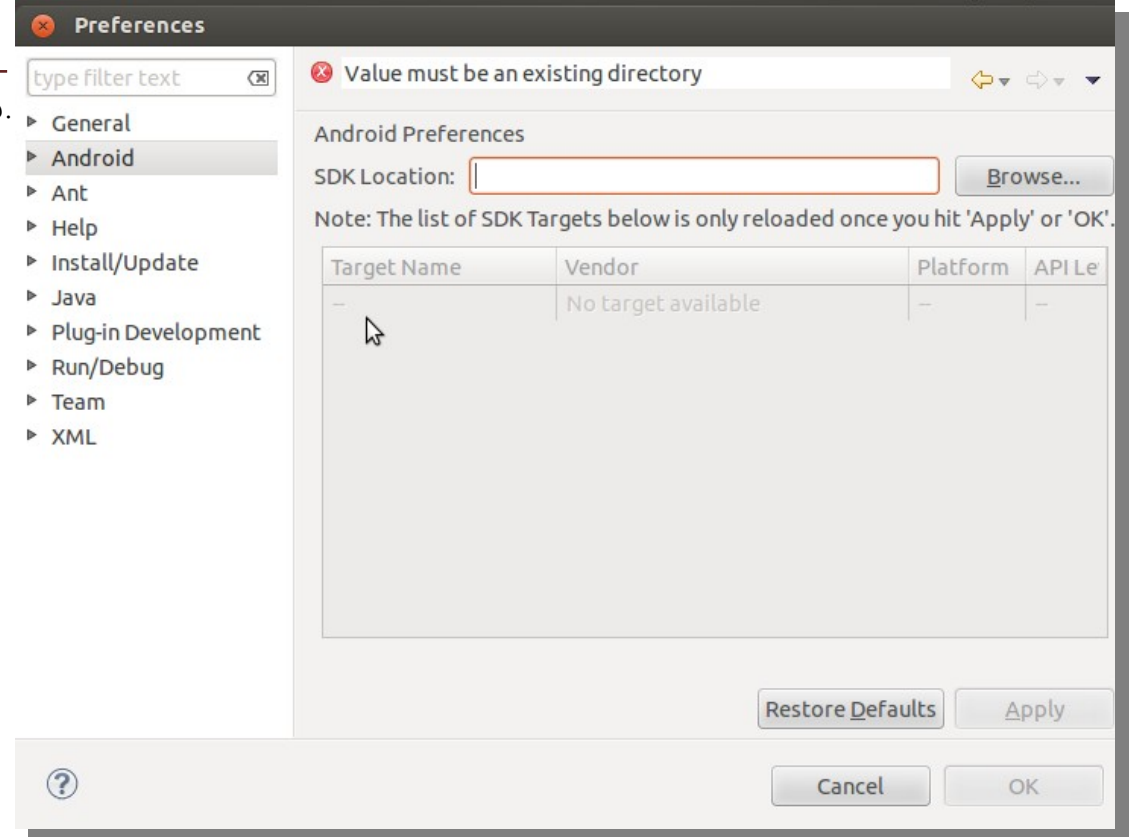 Preferences
type filter text
Value must be an existing directory
General
Android
Ant
Help
Install/Update
Java
Plug-in Development
Run/Debug
Team
XML
Android Preferences
SDK Location:
Browse...
Note: The list of SDK Targets below is only reloaded once you hit 'Apply' or 'OK'.
Target Name Vendor Platform API Le
-- No target available -- --
Restore Defaults Apply
? Cancel OK